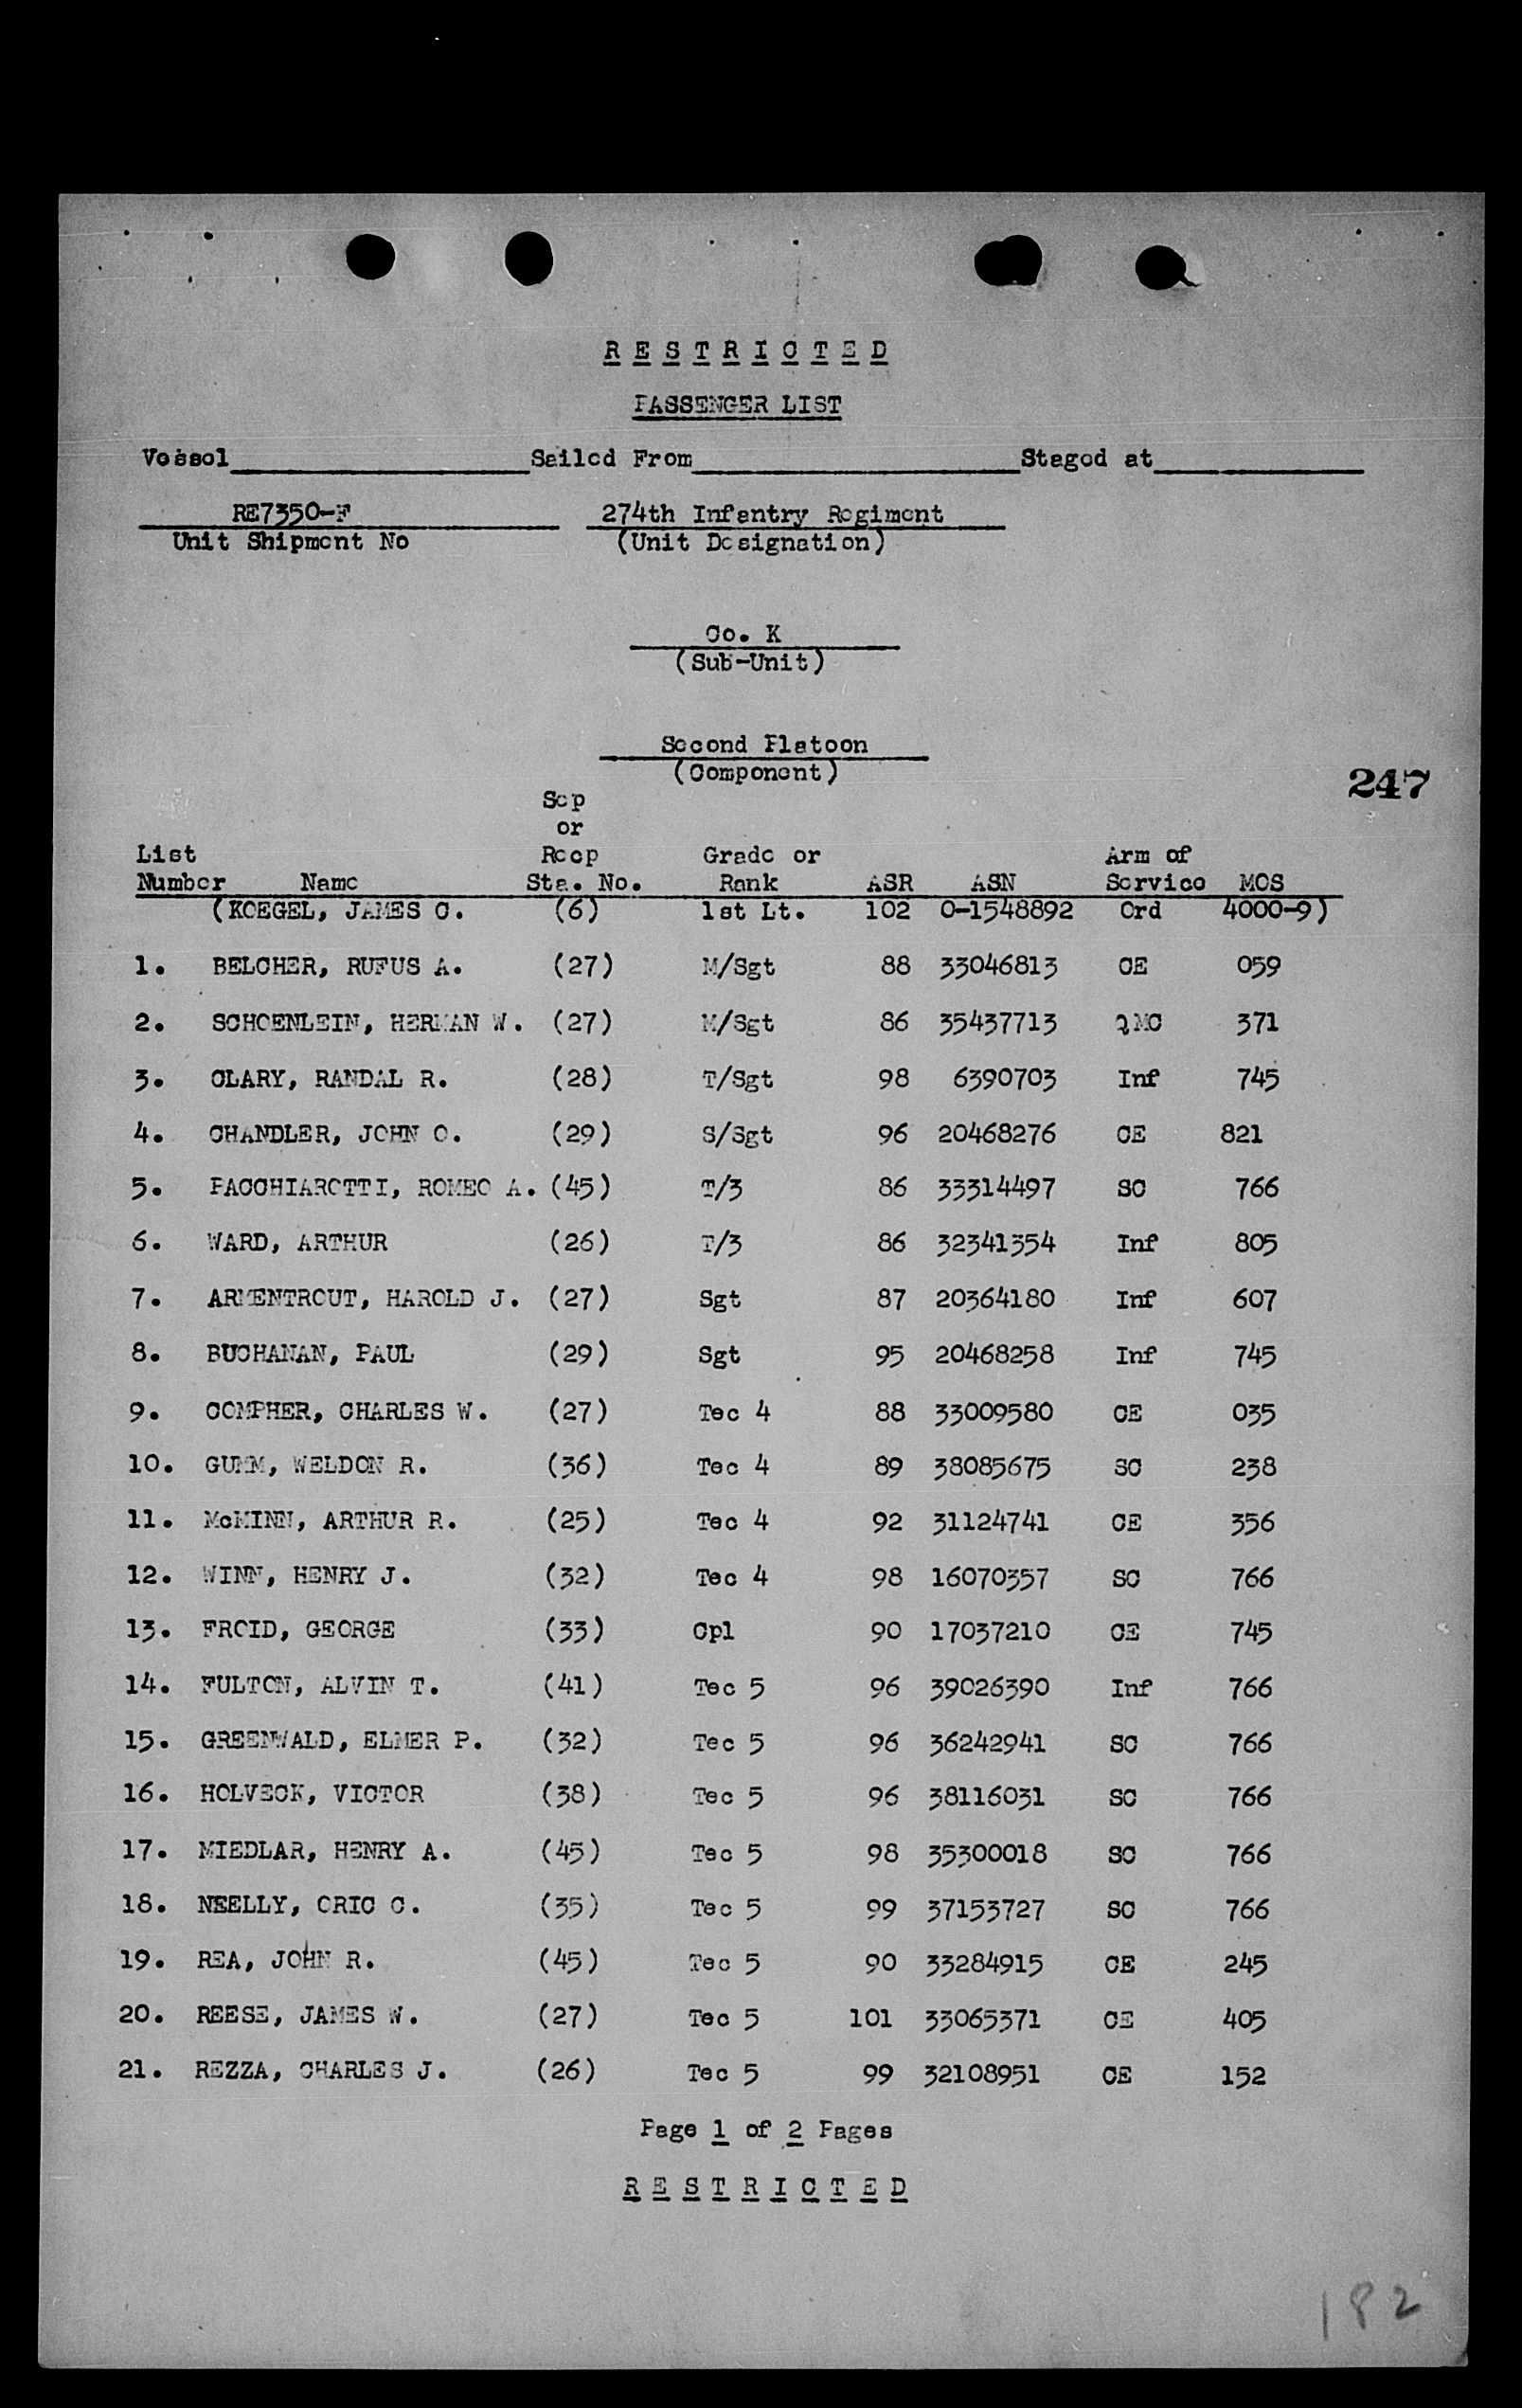 R E S T R I C T E D
PASSENGER LIST
Vessel____________Sailed From____________Staged at____________
RE7350-F 274th Infantry Regiment
Unit Shipment No (Unit Designation)
Co. K
(Sub-Unit)
Second Platoon
(Component)
247
Sep
or
List Recp Grade or Arm of
Number Name Sta. No. Rank ASR ASN Service MOS
(KOEGEL, JAMES C. (6) 1st Lt. 102 O-1548892 Ord 4000-9)
1. BELCHER, RUFUS A. (27) M/Sgt 88 33046813 CE 059
2. SCHOENLEIN, HERMAN W. (27) M/Sgt 86 35437713 QMC 371
3. CLARY, RANDAL R. (28) T/Sgt 98 6390703 Inf 745
4. CHANDLER, JOHN C. (29) S/Sgt 96 20468276 CE 821
5. PACCHIAROTTI, ROMEO A. (45) T/3 86 33314497 SC 766
6. WARD, ARTHUR (26) T/3 86 32341354 Inf 805
7. ARMENTROUT, HAROLD J. (27) Sgt 87 20364180 Inf 607
8. BUCHANAN, PAUL (29) Sgt 95 20468258 Inf 745
9. COMPHER, CHARLES W. (27) Tec 4 88 33009580 CE 035
10. GUMM, WELDON R. (36) Tec 4 89 38085675 SC 238
11. McMINN, ARTHUR R. (25) Tec 4 92 31124741 CE 356
12. WINN, HENRY J. (32) Tec 4 98 16070357 SC 766
13. FROID, GEORGE (33) Cpl 90 17037210 CE 745
14. FULTON, ALVIN T. (41) Tec 5 96 39026390 Inf 766
15. GREENWALD, ELMER P. (32) Tec 5 96 36242941 SC 766
16. HOLVECK, VICTOR (38) Tec 5 96 38116031 SC 766
17. MIEDLAR, HENRY A. (45) Tec 5 98 35300018 SC 766
18. NEELLY, ORIC C. (35) Tec 5 99 37153727 SC 766
19. REA, JOHN R. (45) Tec 5 90 33284915 CE 245
20. REESE, JAMES W. (27) Tec 5 101 33065371 CE 405
21. REZZA, CHARLES J. (26) Tec 5 99 32108951 CE 152
Page 1 of 2 Pages
R E S T R I C T E D
182